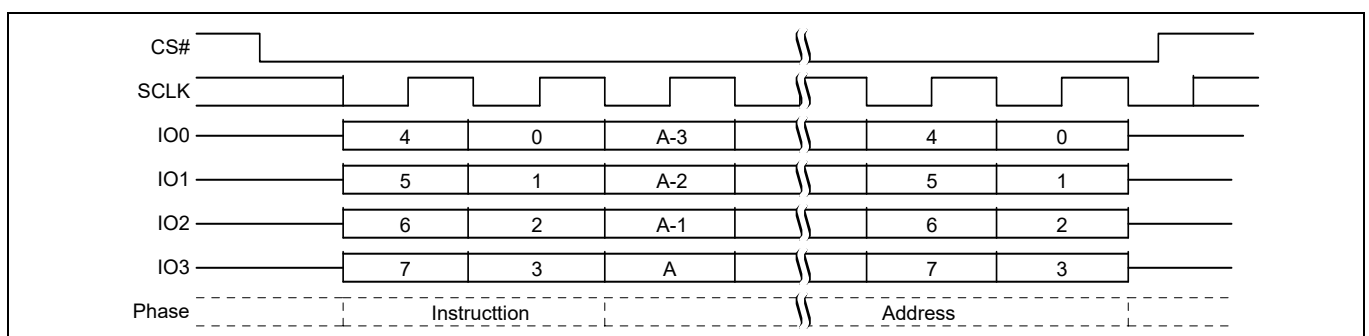 CS#
SCLK
IO0 4 0 A-3 4 0
IO1 5 1 A-2 5 1
IO2 6 2 A-1 6 2
IO3 7 3 A 7 3
Phase Instructtion Address